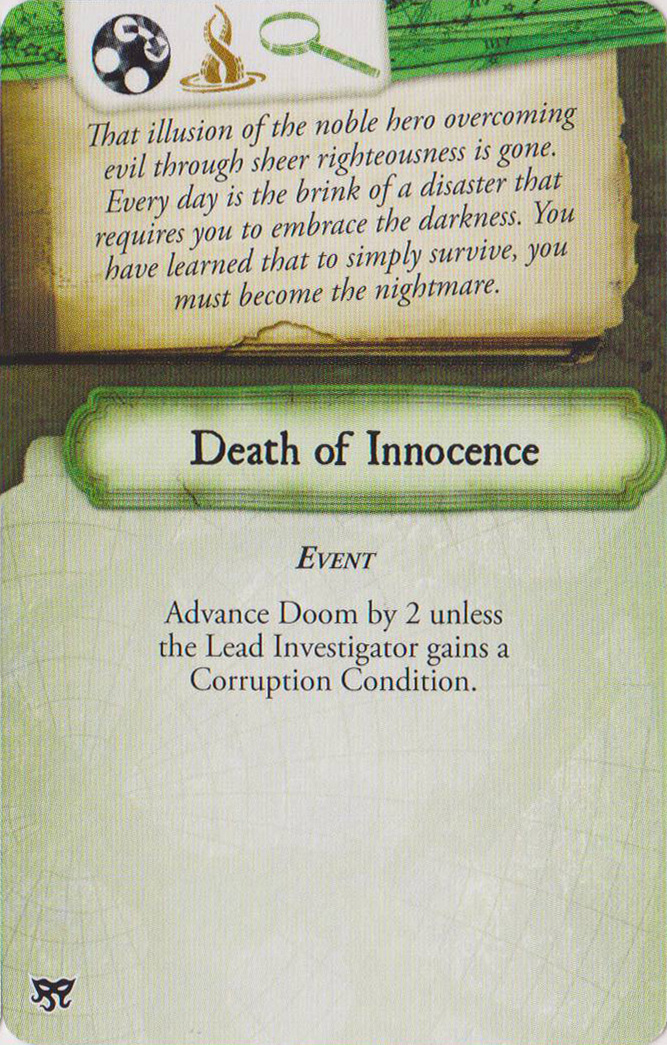 That illusion of the noble hero overcoming
evil through sheer righteousness is gone.
Every day is the brink of a disaster that
requires you to embrace the darkness. You
have learned that to simply survive, you
must become the nightmare.
Death of Innocence
EVENT
Advance Doom by 2 unless
the Lead Investigator gains a
Corruption Condition.